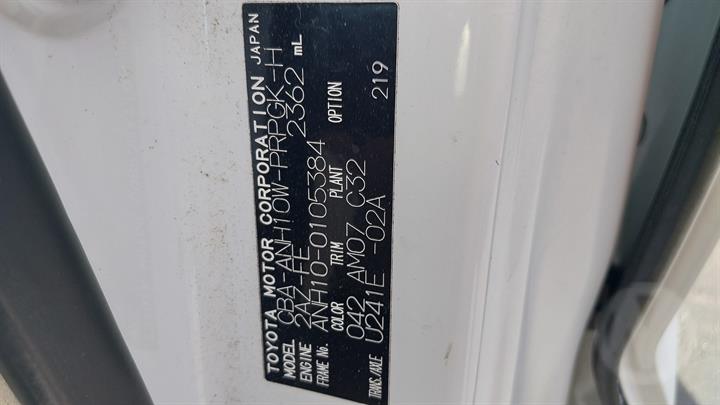 TOYOTA MOTOR CORPORATION JAPAN
MODEL CBA-ANH10W-PRPGK-H
ENGINE 2AZ-FE 2362 mL
FRAME No. ANH10-0105384
COLOR TRIM PLANT OPTION
042 AM07 C32 219
TRANS./AXLE U241E -02A